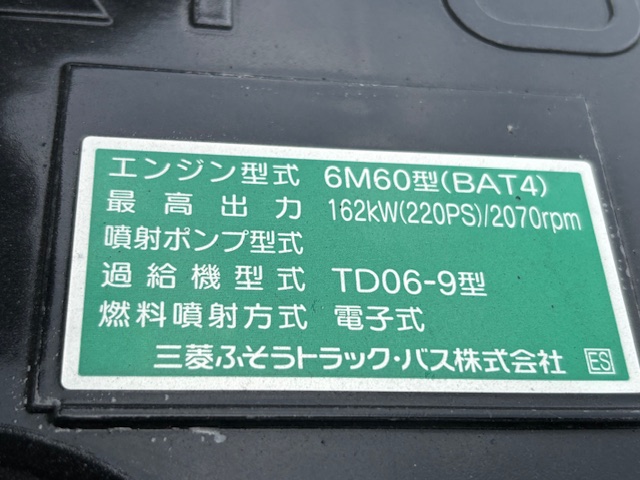 エンジン型式 6M60型(BAT4)
最高出力 162kW(220PS)/2070rpm
噴射ポンプ型式
過給機型式 TD06-9型
燃料噴射方式 電子式
三菱ふそうトラック・バス株式会社 ES